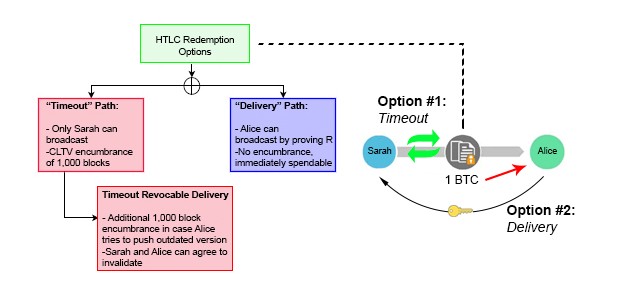 HTLC Redemption
Options
“Timeout” Path:
- Only Sarah can
broadcast
-CLTV encumbrance
of 1,000 blocks
“Delivery” Path:
- Alice can
broadcast by proving R
-No encumbrance,
immediately spendable
Timeout Revocable Delivery
- Additional 1,000 block
encumbrance in case Alice
tries to push outdated version
-Sarah and Alice can agree to
invalidate
Option #1:
Timeout
Sarah
Alice
1 BTC
Option #2:
Delivery